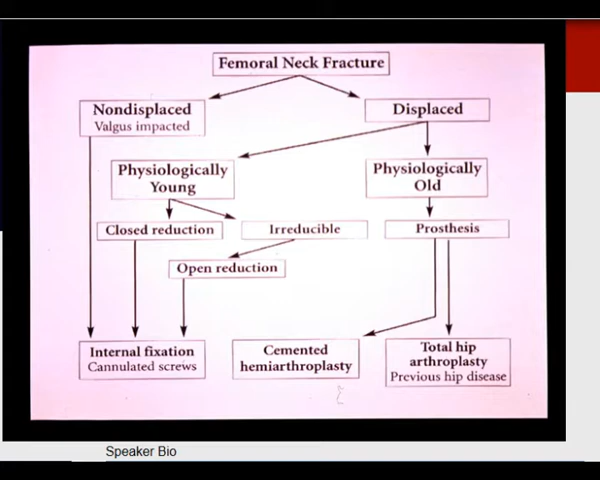 Femoral Neck Fracture
Nondisplaced
Valgus impacted
Displaced
Physiologically
Young
Physiologically
Old
Closed reduction
Irreducible
Prosthesis
Open reduction
Internal fixation
Cannulated screws
Cemented
hemiarthroplasty
Total hip
arthroplasty
Previous hip disease
Speaker Bio